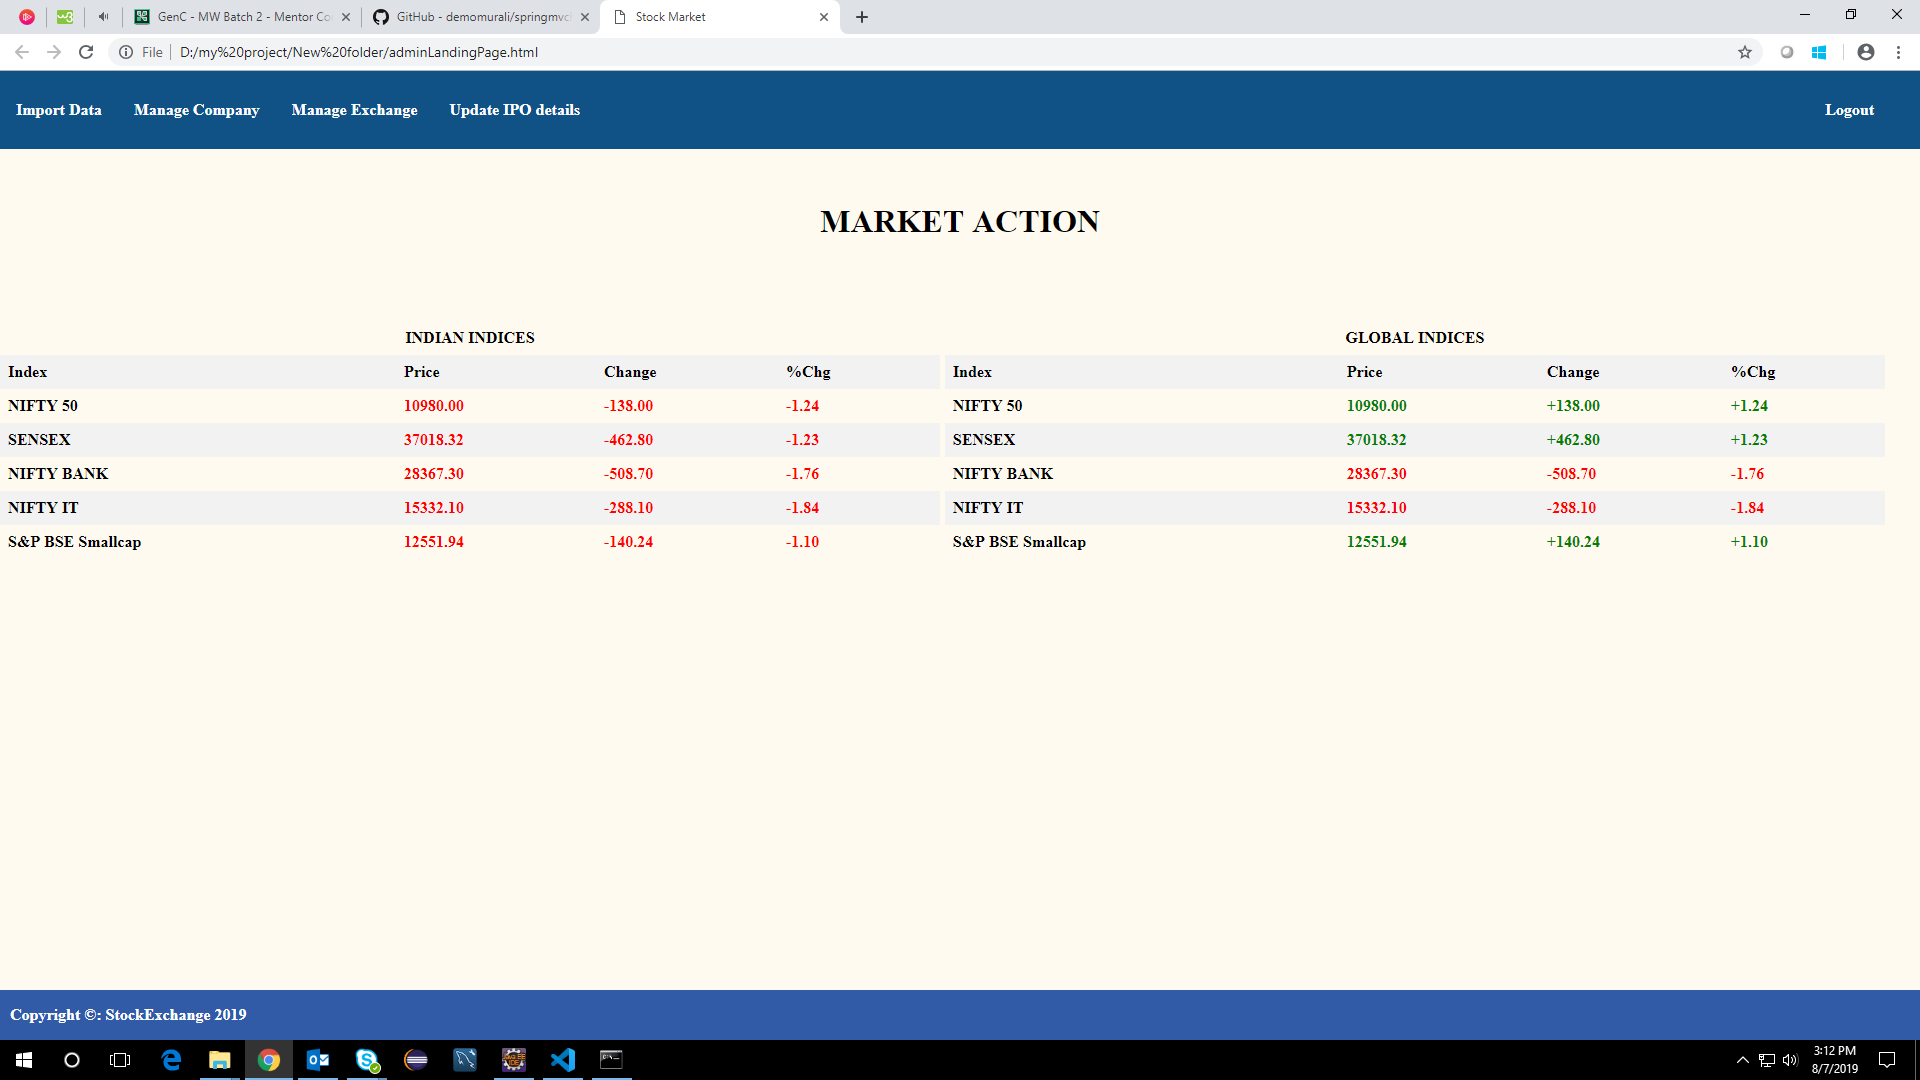 GenC - MW Batch 2 - Mentor Co
GitHub - demomurali/springmvc
Stock Market
File
D:/my%20project/New%20folder/adminLandingPage.html
Import Data
Manage Company
Manage Exchange
Update IPO details
Logout
MARKET ACTION
INDIAN INDICES
Index Price Change %Chg
NIFTY 50 10980.00 -138.00 -1.24
SENSEX 37018.32 -462.80 -1.23
NIFTY BANK 28367.30 -508.70 -1.76
NIFTY IT 15332.10 -288.10 -1.84
S&P BSE Smallcap 12551.94 -140.24 -1.10
GLOBAL INDICES
Index Price Change %Chg
NIFTY 50 10980.00 +138.00 +1.24
SENSEX 37018.32 +462.80 +1.23
NIFTY BANK 28367.30 -508.70 -1.76
NIFTY IT 15332.10 -288.10 -1.84
S&P BSE Smallcap 12551.94 +140.24 +1.10
Copyright ©: StockExchange 2019
3:12 PM
8/7/2019